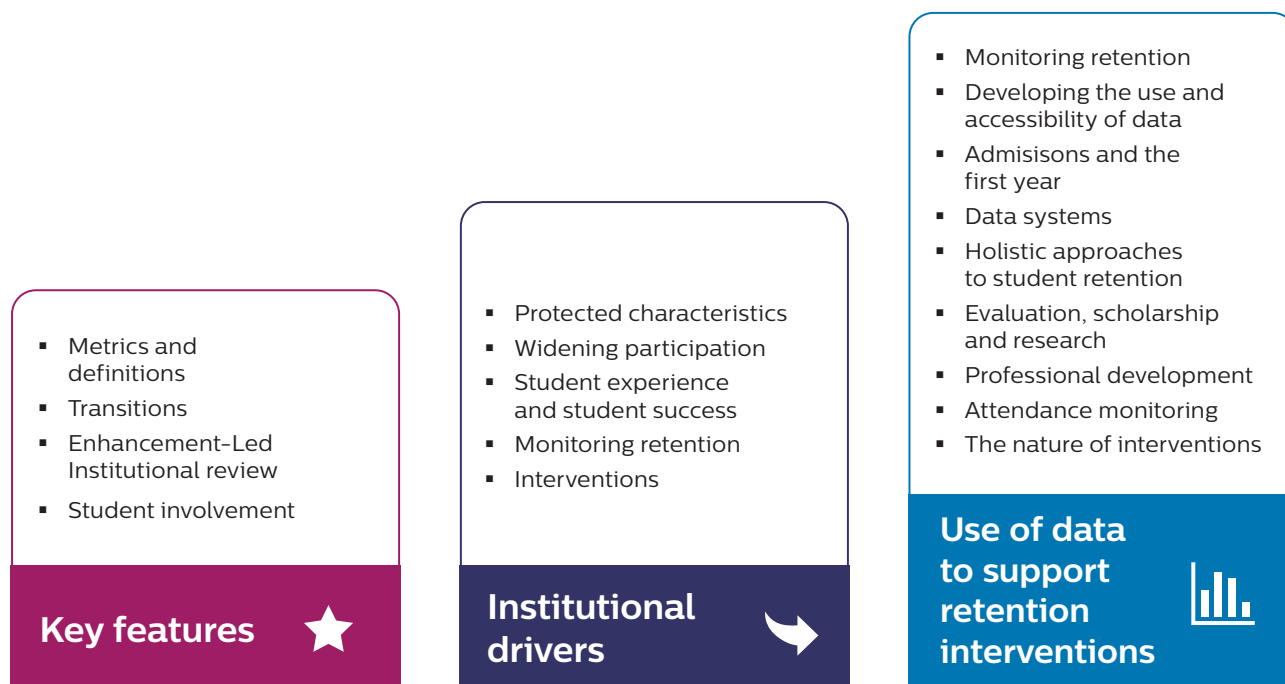 ▪ Metrics and
definitions
▪ Transitions
▪ Enhancement-Led
Institutional review
▪ Student involvement
Key features
▪ Protected characteristics
▪ Widening participation
▪ Student experience
and student success
▪ Monitoring retention
▪ Interventions
Institutional
drivers
▪ Monitoring retention
▪ Developing the use and
accessibility of data
▪ Admisisons and the
first year
▪ Data systems
▪ Holistic approaches
to student retention
▪ Evaluation, scholarship
and research
▪ Professional development
▪ Attendance monitoring
▪ The nature of interventions
Use of data
to support
retention
interventions